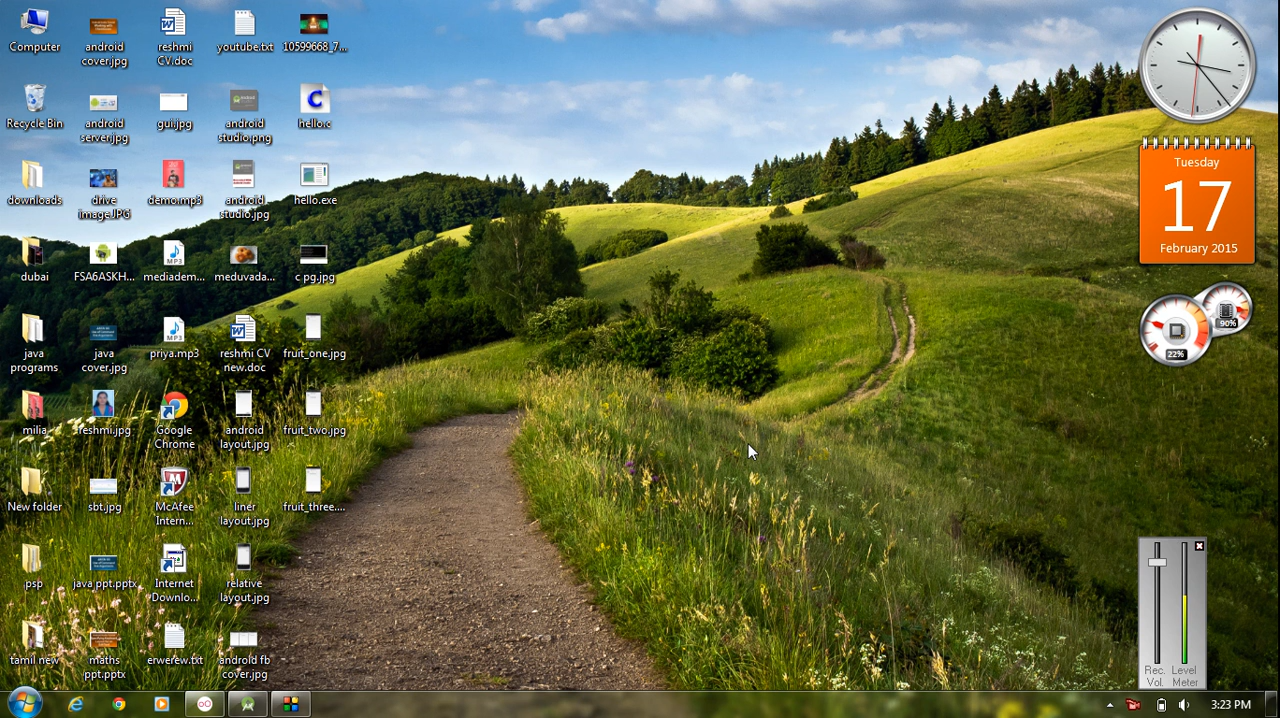 Computer
android
cover.jpg
reshmi
CV.doc
youtube.txt
10599668_7...
Recycle Bin
android
server.jpg
gui.jpg
android
studio.png
hello.c
downloads
drive
image.JPG
demo.mp3
android
studio.jpg
hello.exe
dubai
FSA6ASKH...
MP3
mediadem...
meduvada...
c pg.jpg
java
programs
java
cover.jpg
MP3
priya.mp3
reshmi CV
new.doc
fruit_one.jpg
milia
reshmi.jpg
Google
Chrome
android
layout.jpg
fruit_two.jpg
New folder
sbt.jpg
McAfee
Intern...
liner
layout.jpg
fruit_three....
psp
java ppt.pptx
Internet
Downlo...
relative
layout.jpg
tamil new
maths
ppt.pptx
erwerew.txt
android fb
cover.jpg
Tuesday
17
February 2015
90%
22%
Rec. Level
Vol. Meter
3:23 PM